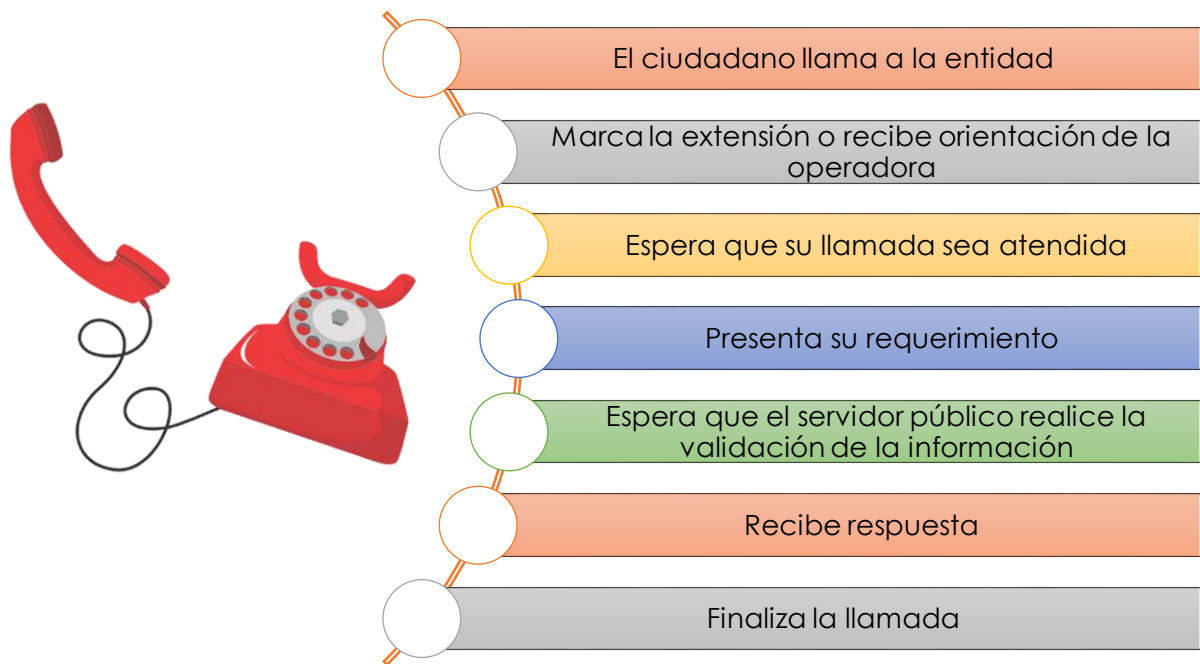 El ciudadano llama a la entidad
Marca la extensión o recibe orientación de la
operadora
Espera que su llamada sea atendida
Presenta su requerimiento
Espera que el servidor público realice la
validación de la información
Recibe respuesta
Finaliza la llamada